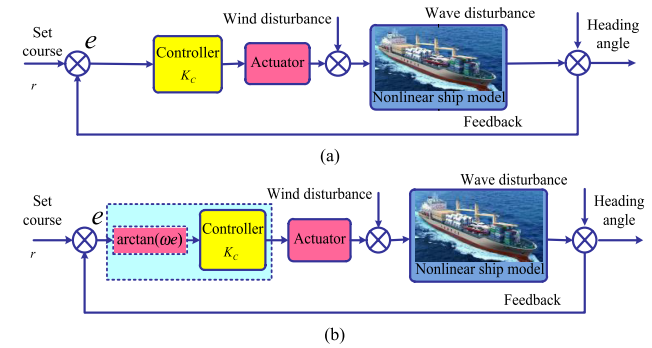 Wind disturbance
Wave disturbance
Heading
angle
Set
course
r
e
Controller
K_C
Actuator
Nonlinear ship model
Feedback
(a)
Wind disturbance
Wave disturbance
Heading
angle
Set
course
r
e
arctan(ωe)
Controller
K_C
Actuator
Nonlinear ship model
Feedback
(b)